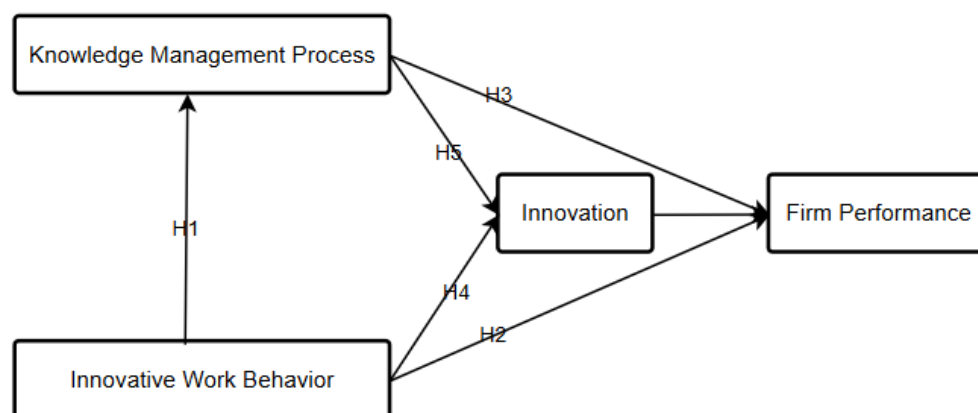 Knowledge Management Process
H3
H5
Innovation
Firm Performance
H1
H4
H2
Innovative Work Behavior